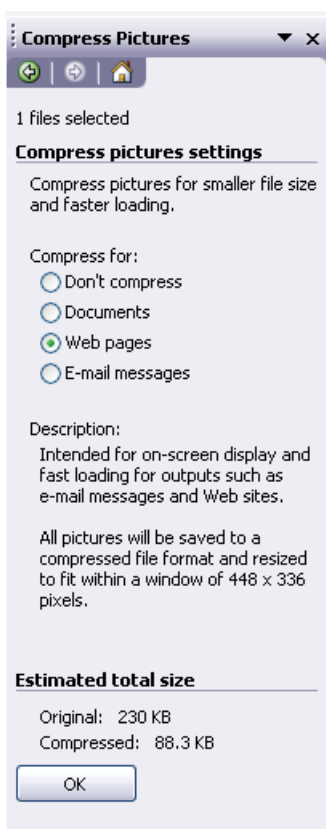 Compress Pictures
1 files selected
Compress pictures settings
Compress pictures for smaller file size
and faster loading.
Compress for:
Don't compress
Documents
Web pages
E-mail messages
Description:
Intended for on-screen display and
fast loading for outputs such as
e-mail messages and Web sites.
All pictures will be saved to a
compressed file format and resized
to fit within a window of 448 x 336
pixels.
Estimated total size
Original: 230 KB
Compressed: 88.3 KB
OK